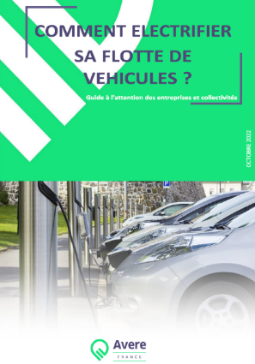 COMMENT ELECTRIFIER
SA FLOTTE DE
VEHICULES ?
Guide à l'attention des entreprises et collectivités
OCTOBRE 2022
Avere
FRANCE